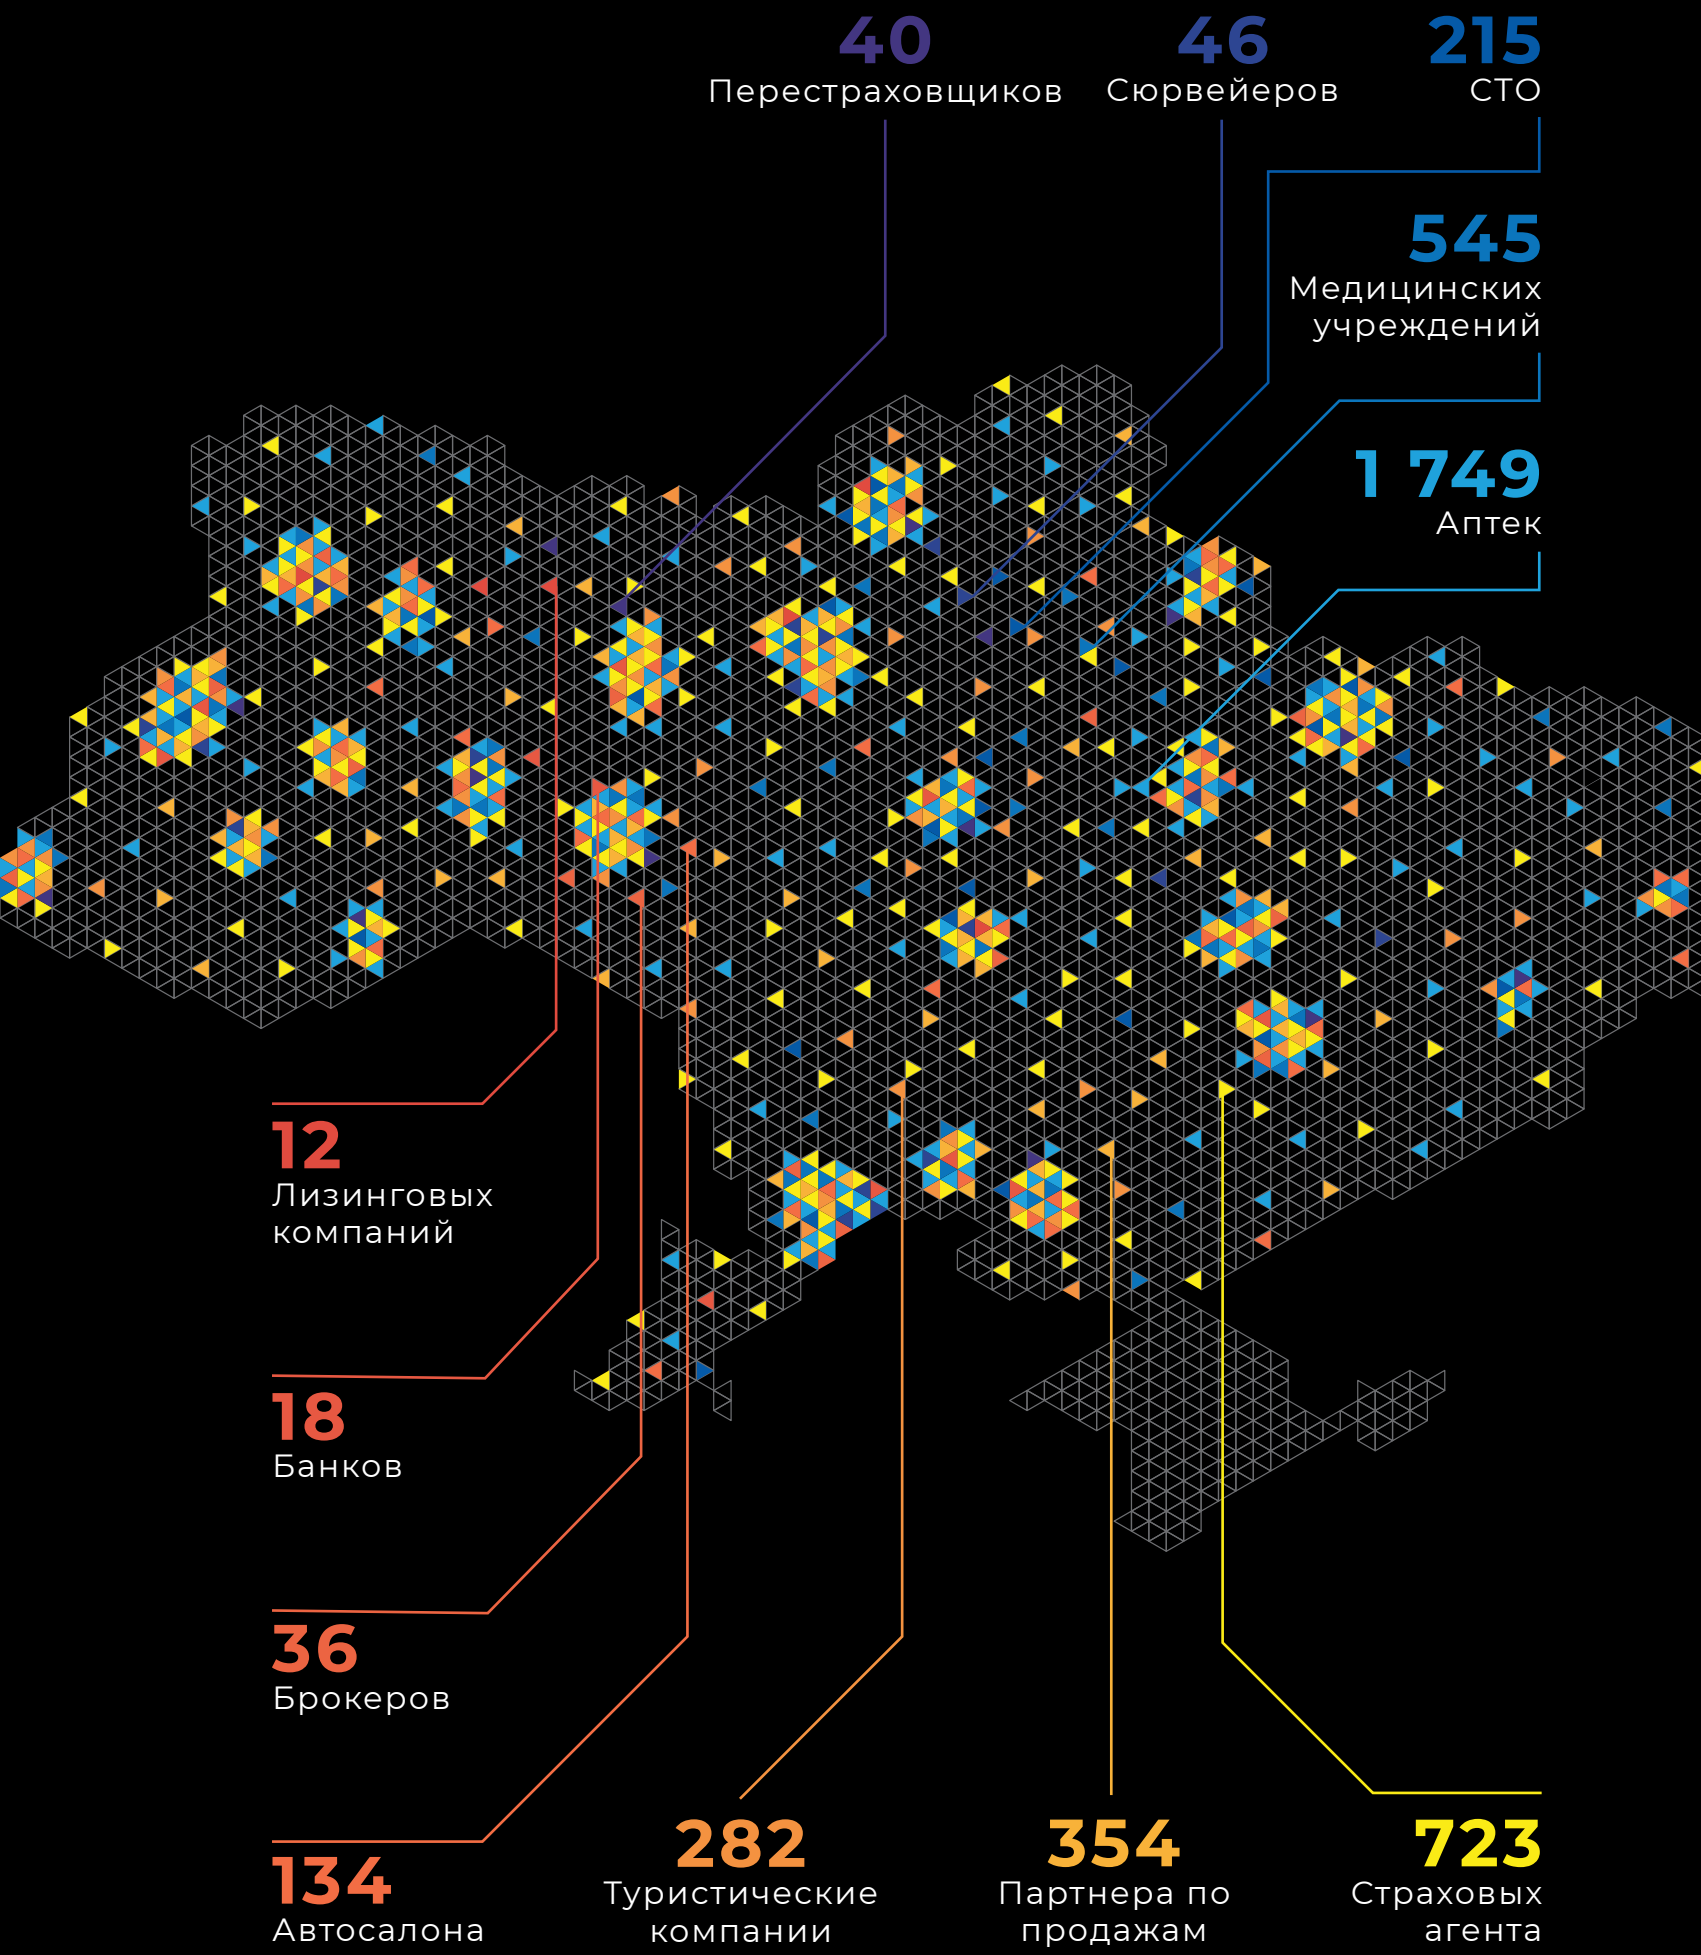 40
Перестраховщиков
46
Сюрвейеров
215
СТО
545
Медицинских
учреждений
1 749
Аптек
12
Лизинговых
компаний
18
Банков
36
Брокеров
134
Автосалона
282
Туристические
компании
354
Партнера по
продажам
723
Страховых
агента